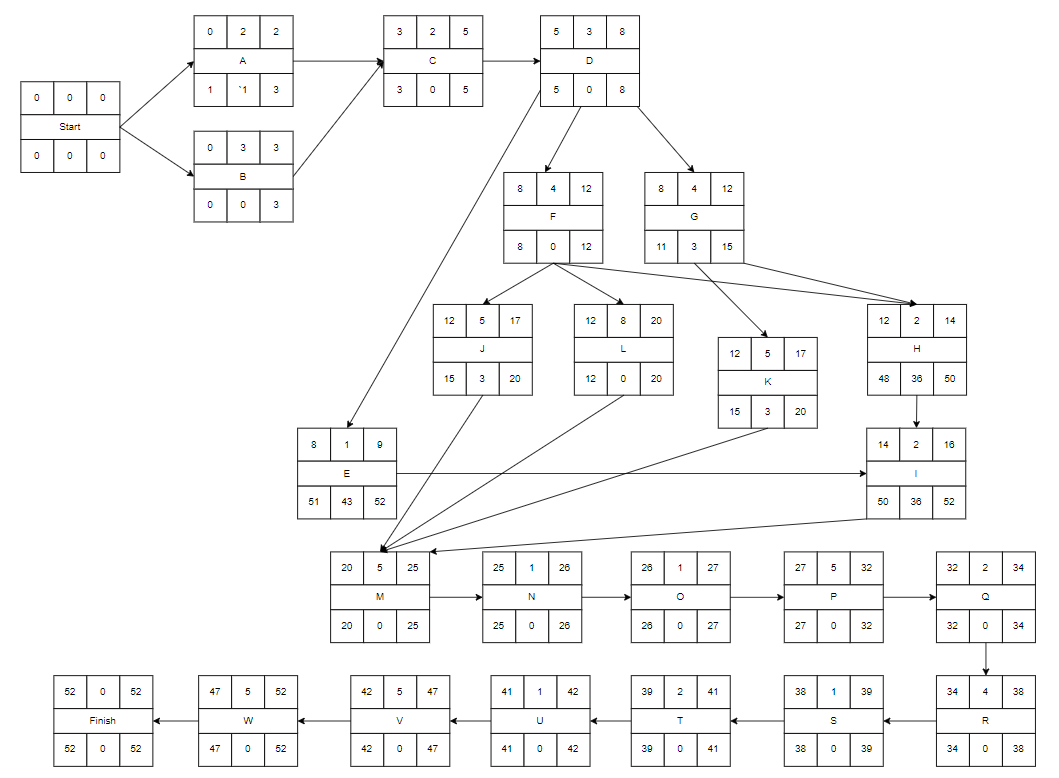 0 2 2
A
1 `1 3
3 2 5
C
3 0 5
5 3 8
D
5 0 8
0 0 0
Start
0 0 0
0 3 3
B
0 0 3
8 4 12
F
8 0 12
8 4 12
G
11 3 15
12 5 17
J
15 3 20
12 8 20
L
12 0 20
12 5 17
K
15 3 20
12 2 14
H
48 36 50
8 1 9
E
51 43 52
14 2 16
I
50 36 52
20 5 25
M
20 0 25
25 1 26
N
25 0 26
26 1 27
O
26 0 27
27 5 32
P
27 0 32
32 2 34
Q
32 0 34
52 0 52
Finish
52 0 52
47 5 52
W
47 0 52
42 5 47
V
42 0 47
41 1 42
U
41 0 42
39 2 41
T
39 0 41
38 1 39
S
38 0 39
34 4 38
R
34 0 38